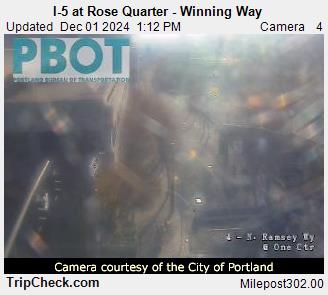 I-5 at Rose Quarter - Winning Way
Updated Dec 01 2024 1:12 PM Camera 4
PBOT
PORTLAND BUREAU OF TRANSPORTATION
4 - N. Ramsey Wy
@ One Ctr
Camera courtesy of the City of Portland
TripCheck.com Milepost302.00